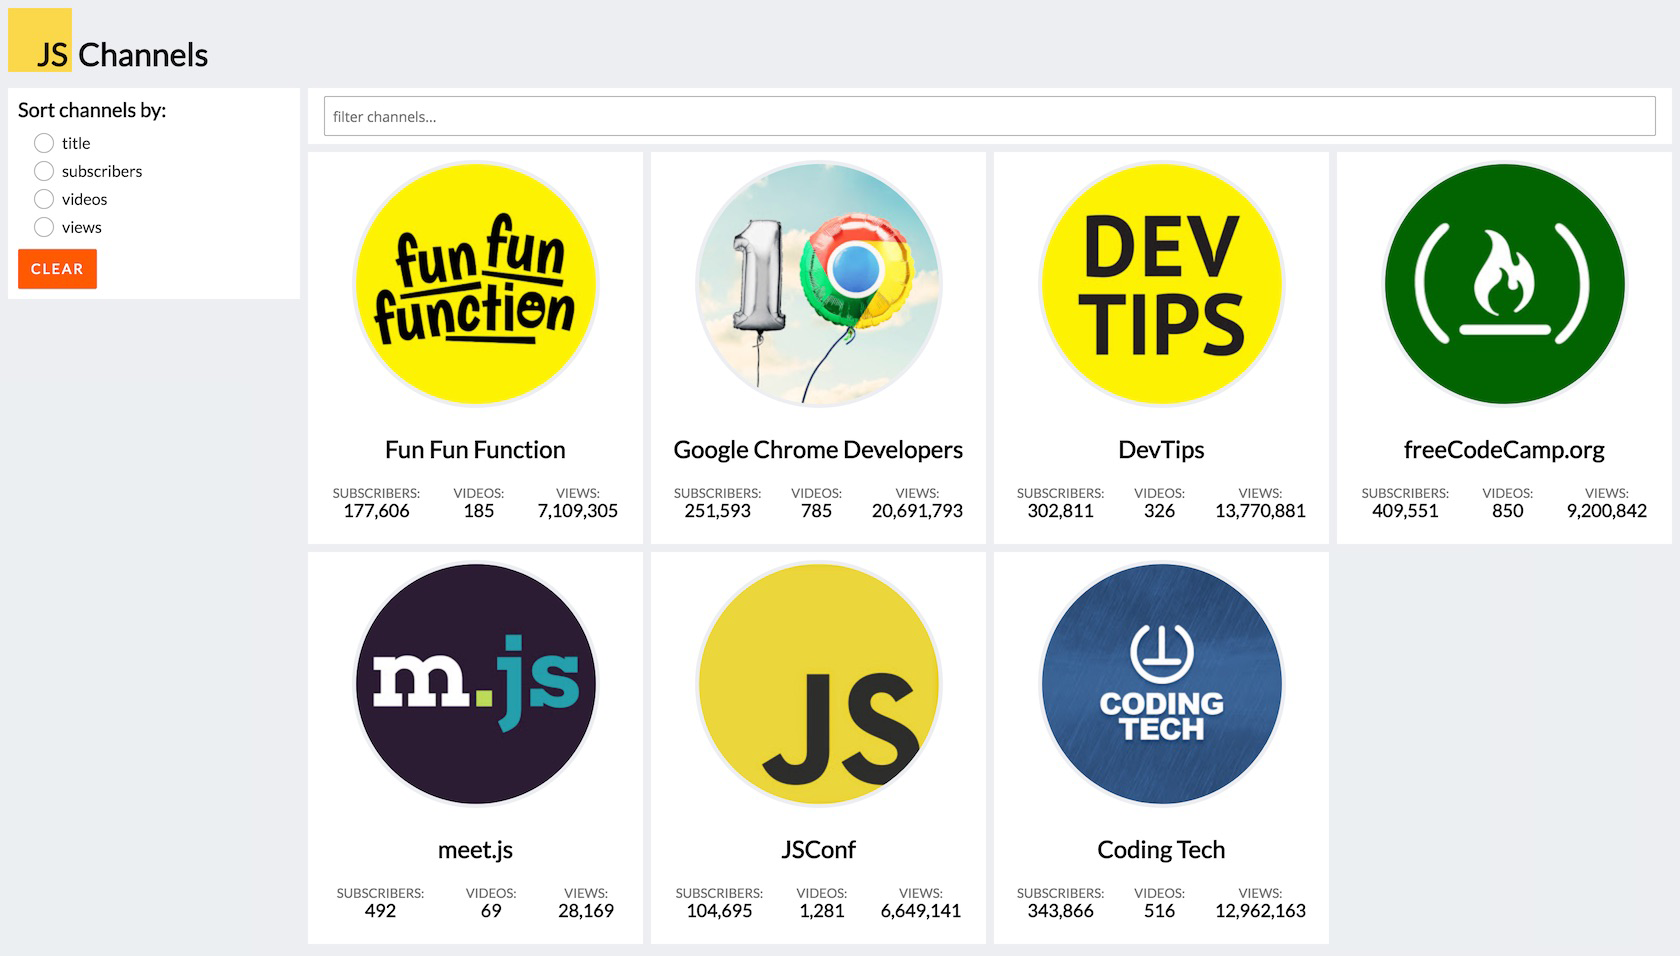 JS Channels
Sort channels by:
title
subscribers
videos
views
CLEAR
filter channels...
fun fun
function
Fun Fun Function
SUBSCRIBERS: VIDEOS: VIEWS:
177,606 185 7,109,305
1
Google Chrome Developers
SUBSCRIBERS: VIDEOS: VIEWS:
251,593 785 20,691,793
DEV
TIPS
DevTips
SUBSCRIBERS: VIDEOS: VIEWS:
302,811 326 13,770,881
freeCodeCamp.org
SUBSCRIBERS: VIDEOS: VIEWS:
409,551 850 9,200,842
m.js
meet.js
SUBSCRIBERS: VIDEOS: VIEWS:
492 69 28,169
JS
JSConf
SUBSCRIBERS: VIDEOS: VIEWS:
104,695 1,281 6,649,141
CODING
TECH
Coding Tech
SUBSCRIBERS: VIDEOS: VIEWS:
343,866 516 12,962,163